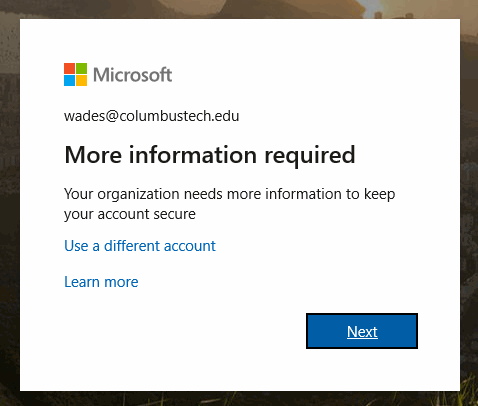 Microsoft
wades@columbustech.edu
More information required
Your organization needs more information to keep
your account secure
Use a different account
Learn more
Next